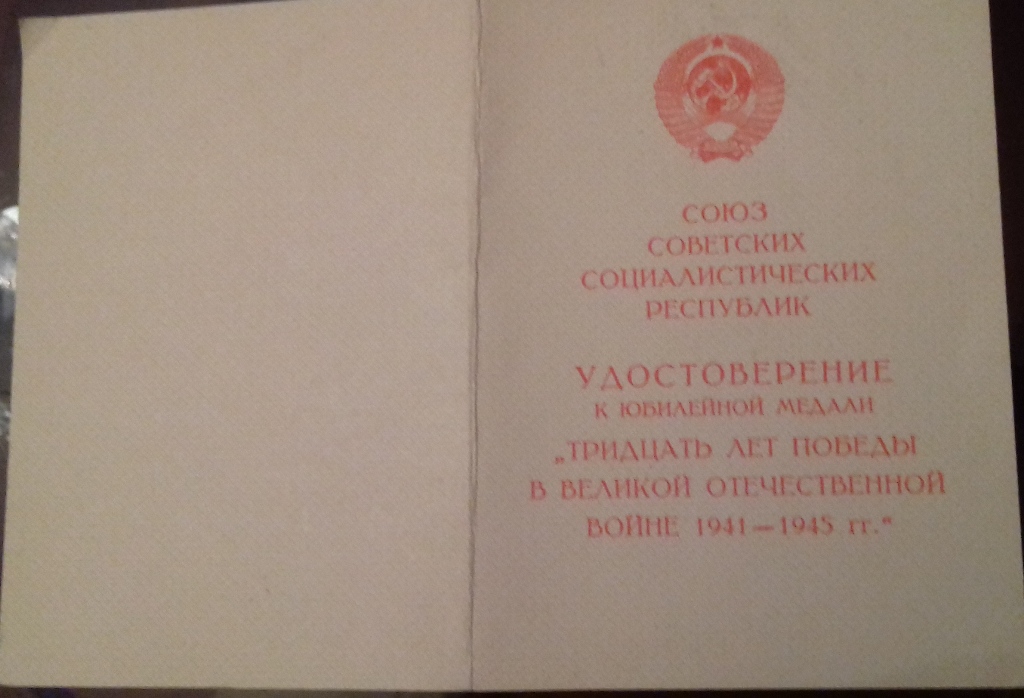 СОЮЗ
СОВЕТСКИХ
СОЦИАЛИСТИЧЕСКИХ
РЕСПУБЛИК
УДОСТОВЕРЕНИЕ
К ЮБИЛЕЙНОЙ МЕДАЛИ
„ТРИДЦАТЬ ЛЕТ ПОБЕДЫ
В ВЕЛИКОЙ ОТЕЧЕСТВЕННОЙ
ВОЙНЕ 1941—1945 гг.“